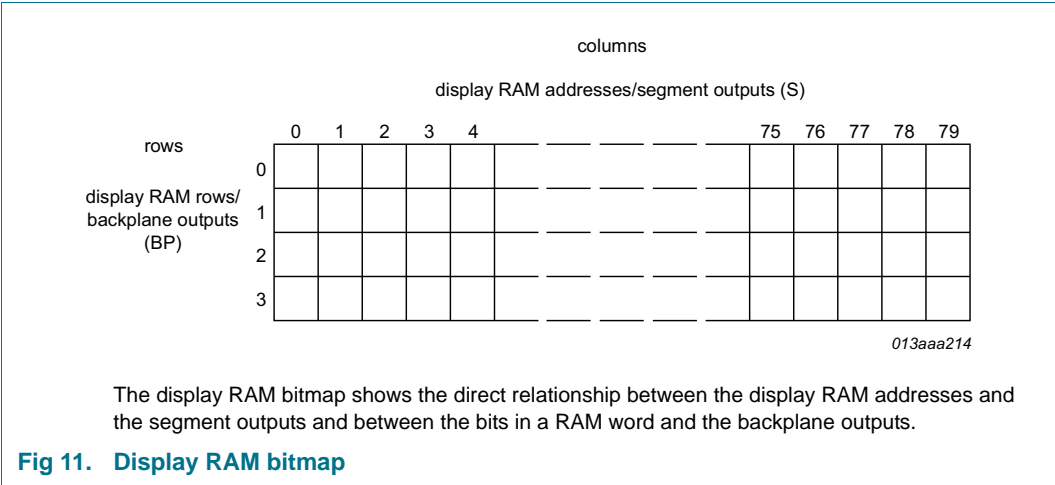 columns
display RAM addresses/segment outputs (S)
0 1 2 3 4 75 76 77 78 79
rows
0
display RAM rows/
backplane outputs
(BP)
1
2
3
013aaa214
The display RAM bitmap shows the direct relationship between the display RAM addresses and
the segment outputs and between the bits in a RAM word and the backplane outputs.
Fig 11. Display RAM bitmap